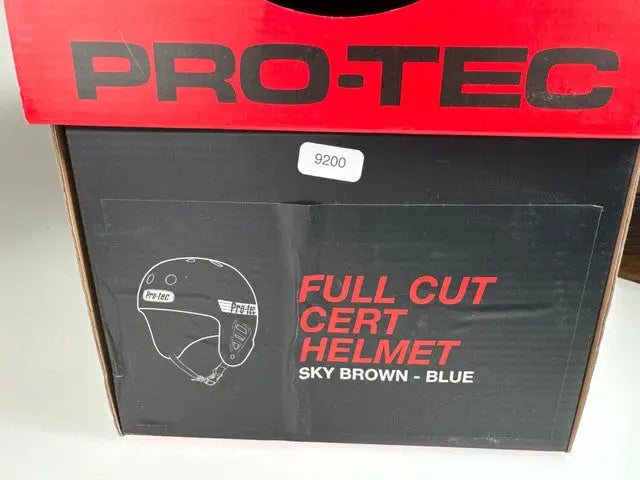 PRO-TEC
9200
Pro-tec
Pro-tec
FULL CUT
CERT
HELMET
SKY BROWN - BLUE